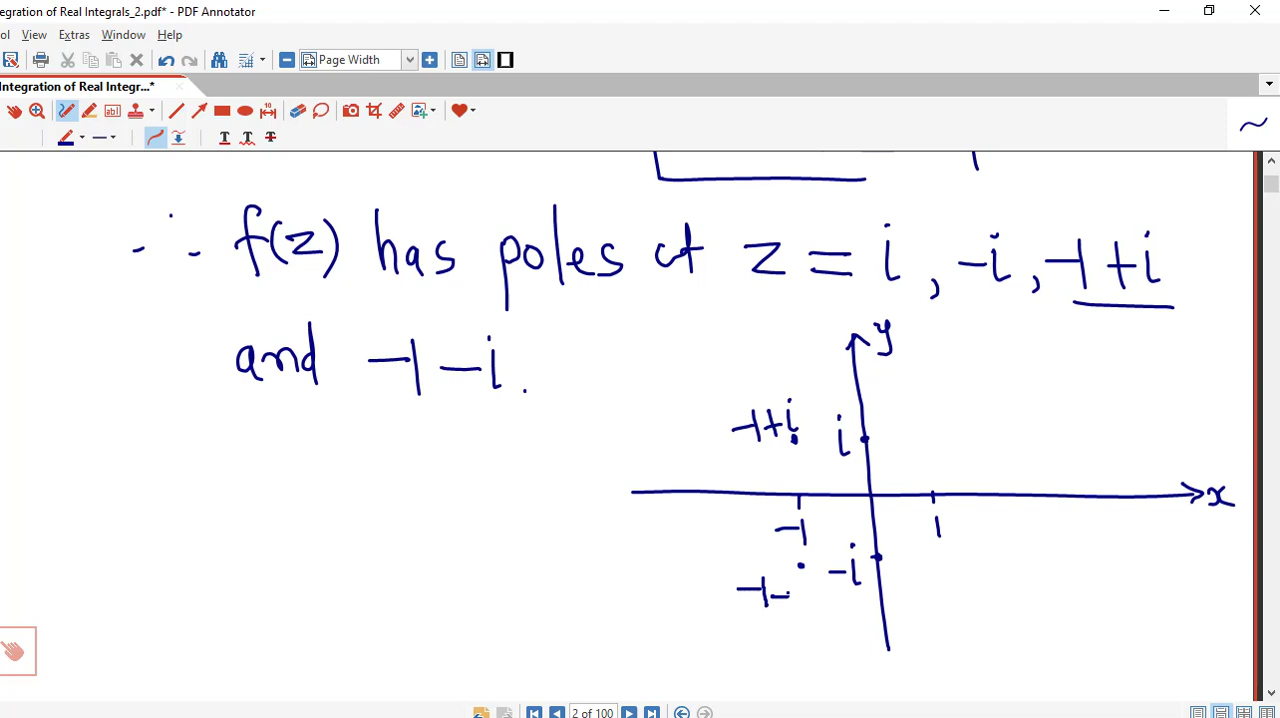 egration of Real Integrals_2.pdf* - PDF Annotator
ol View Extras Window Help
Page Width
ntegration of Real Integr...*
∴ f(z) has poles at z = i, -i, -1+i
and -1-i.
y
-1+i i
x
-1 1
-i
-1-
2 of 100